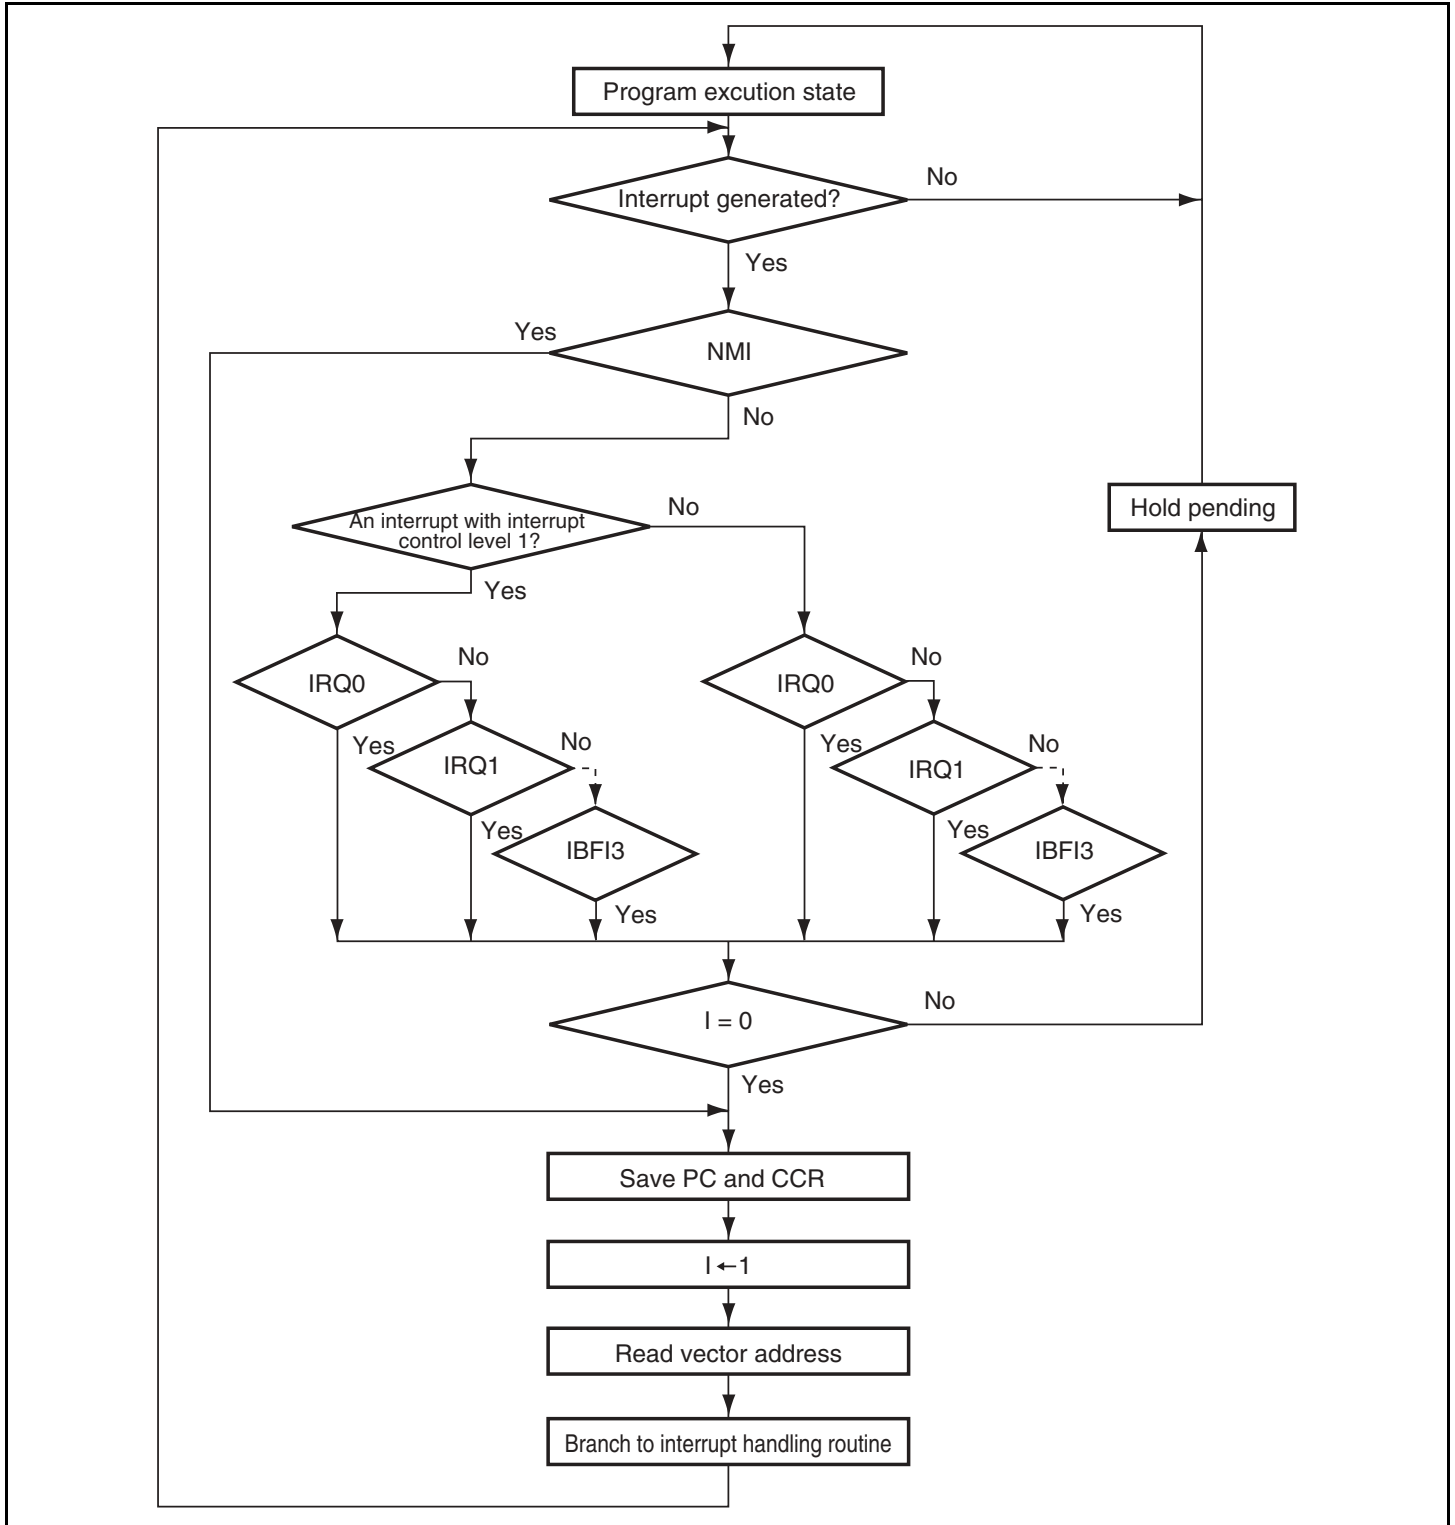 Program excution state
Interrupt generated?
No
Yes
Yes
NMI
No
An interrupt with interrupt
control level 1?
No
Hold pending
Yes
IRQ0
No
IRQ0
No
Yes
IRQ1
No
Yes
IRQ1
No
Yes
IBFI3
Yes
IBFI3
Yes
Yes
I = 0
No
Yes
Save PC and CCR
I ←1
Read vector address
Branch to interrupt handling routine